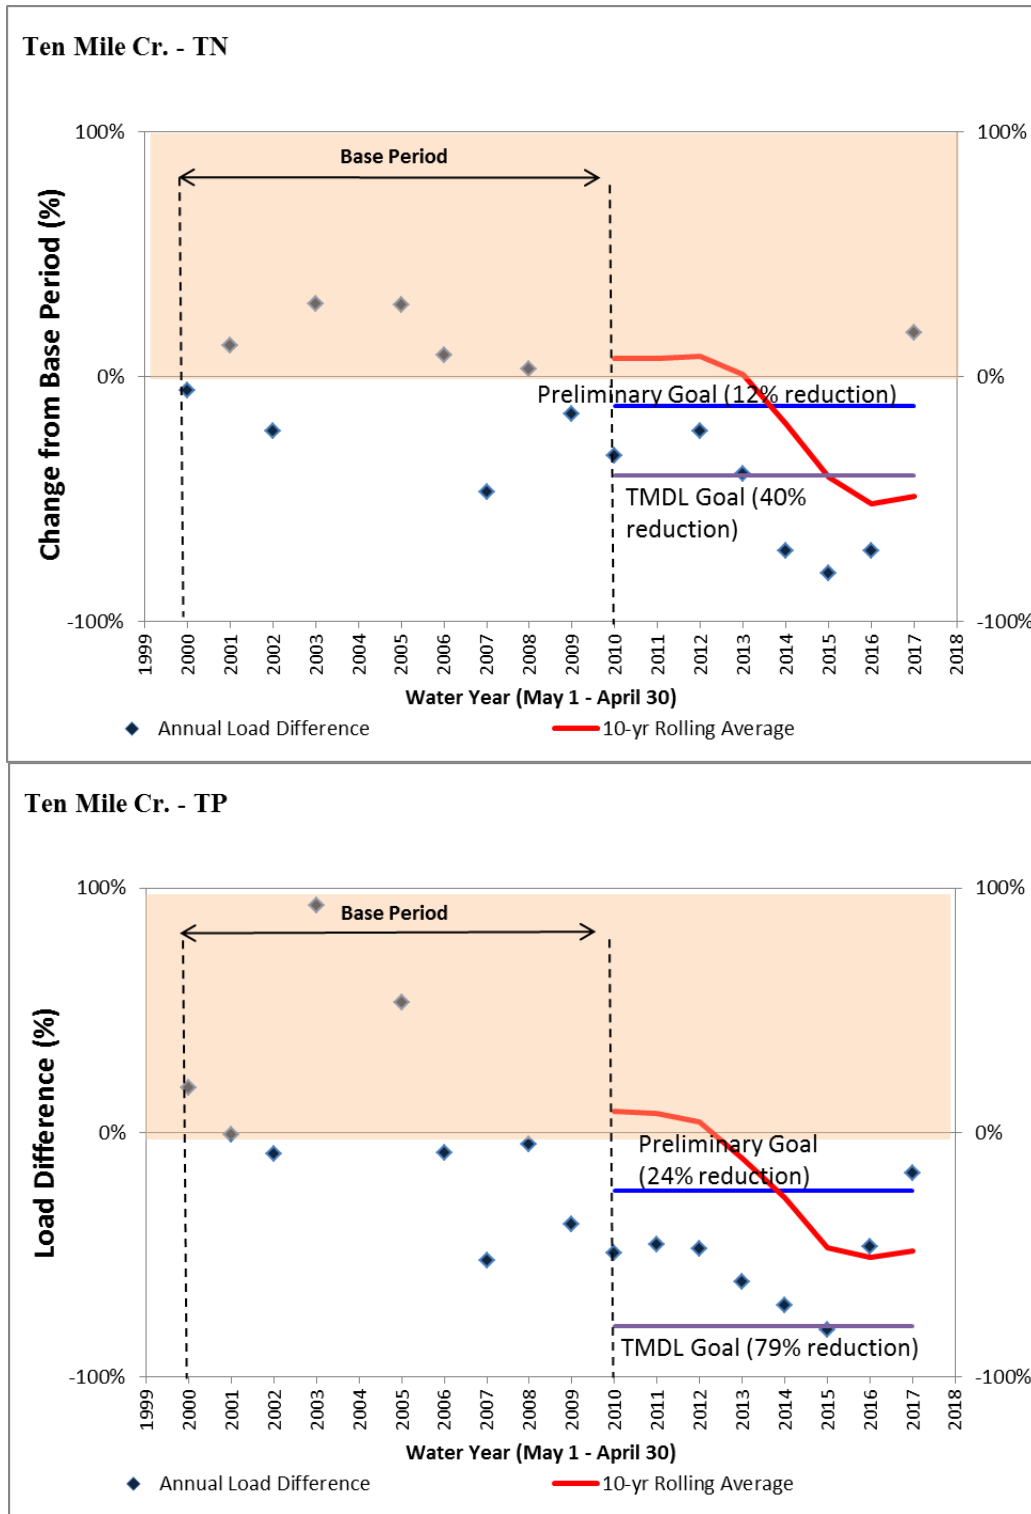 Ten Mile Cr. - TN
100%
100%
Base Period
Change from Base Period (%)
0%
0%
Preliminary Goal (12% reduction)
TMDL Goal (40%
reduction)
-100%
-100%
1999 2000 2001 2002 2003 2004 2005 2006 2007 2008 2009 2010 2011 2012 2013 2014 2015 2016 2017 2018
Water Year (May 1 - April 30)
Annual Load Difference
10-yr Rolling Average
Ten Mile Cr. - TP
100%
100%
Base Period
Load Difference (%)
0%
0%
Preliminary Goal
(24% reduction)
TMDL Goal (79% reduction)
-100%
-100%
1999 2000 2001 2002 2003 2004 2005 2006 2007 2008 2009 2010 2011 2012 2013 2014 2015 2016 2017 2018
Water Year (May 1 - April 30)
Annual Load Difference
10-yr Rolling Average